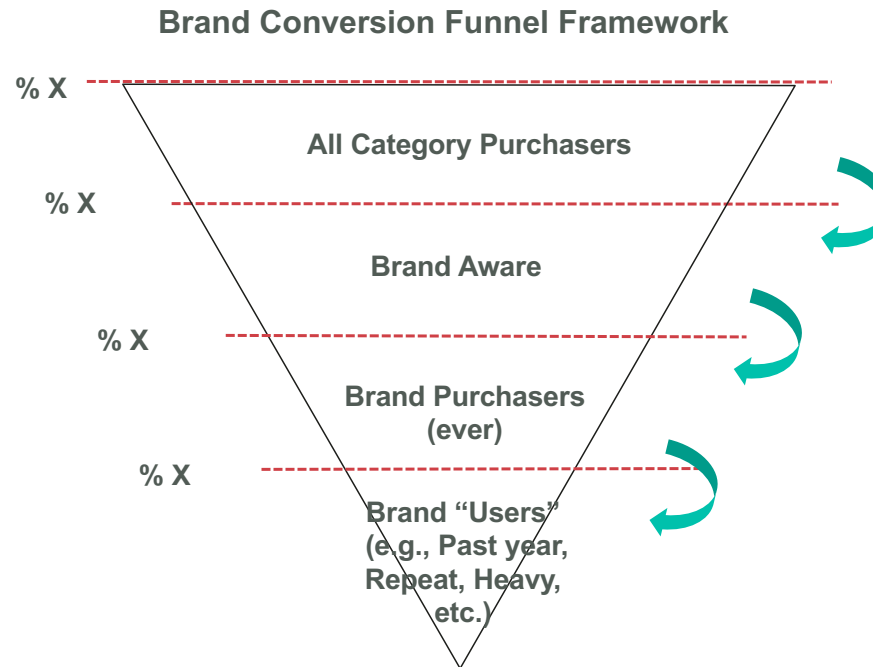 Brand Conversion Funnel Framework
% X
All Category Purchasers
% X
Brand Aware
% X
Brand Purchasers
(ever)
% X
Brand “Users”
(e.g., Past year,
Repeat, Heavy,
etc.)